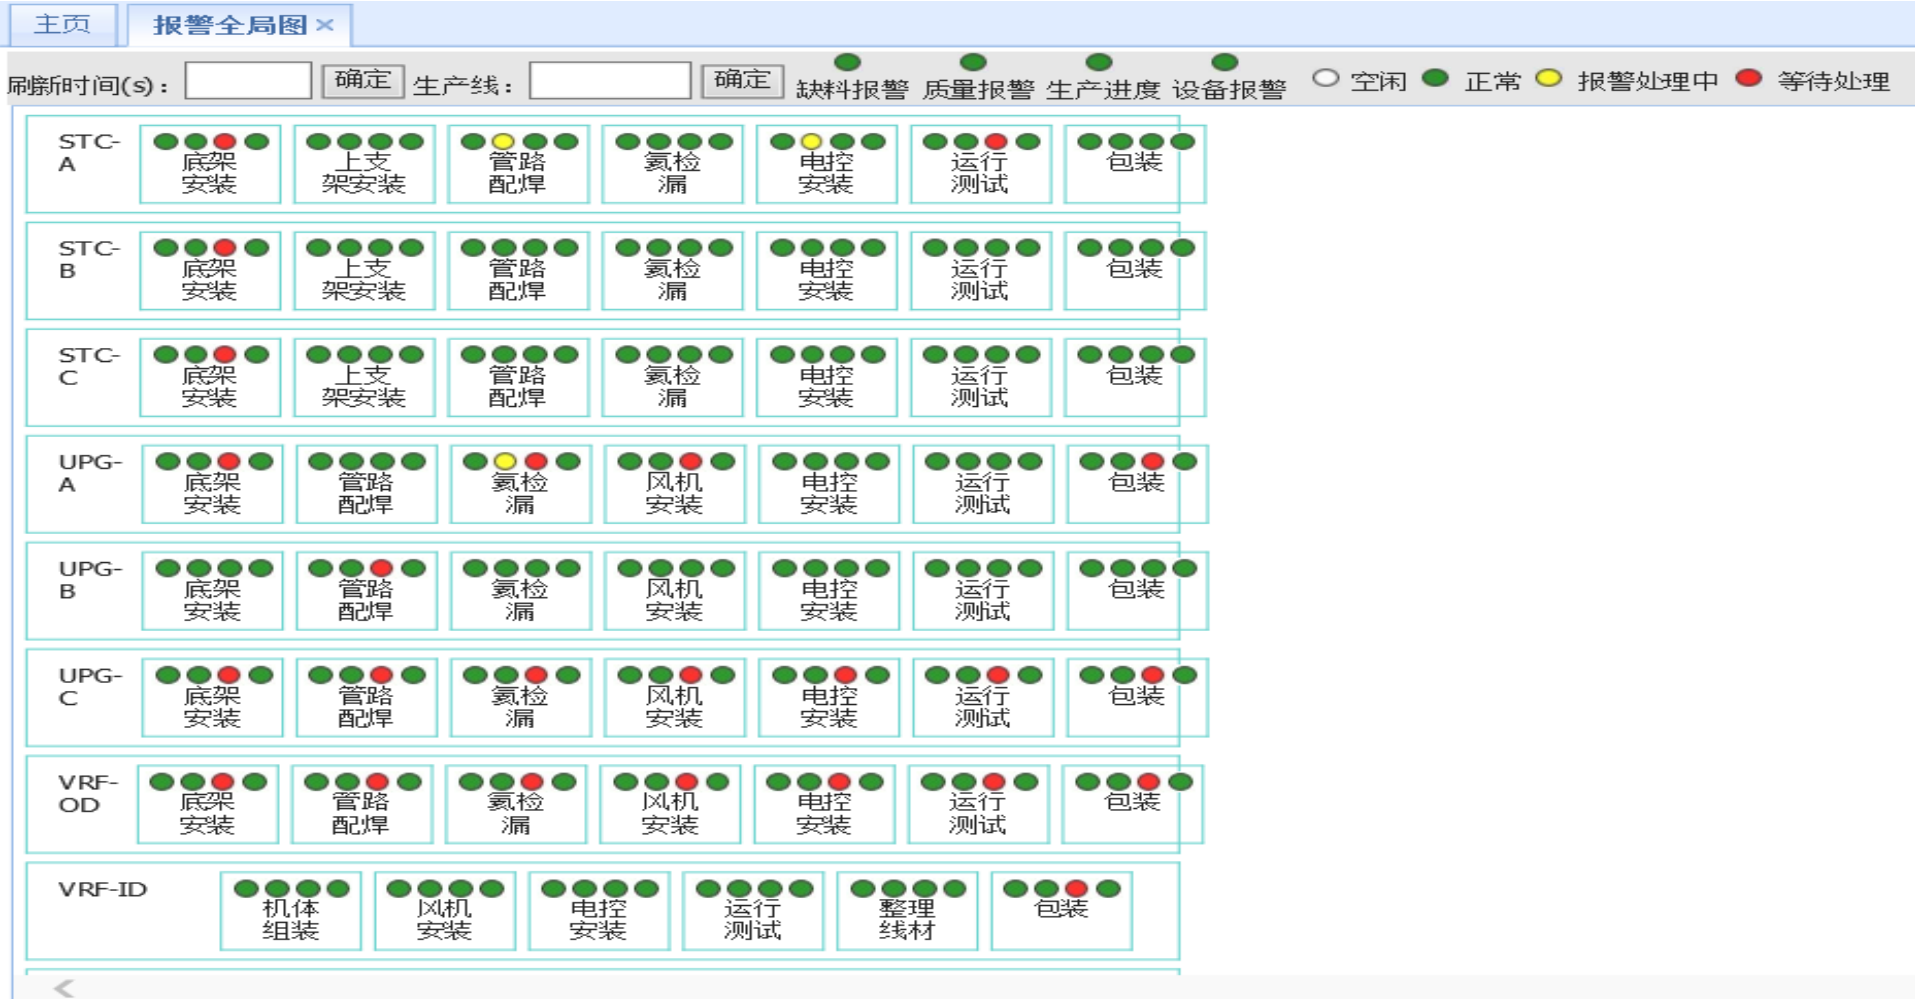 主页 报警全局图 ×
刷新时间(s)： 确定 生产线： 确定 缺料报警 质量报警 生产进度 设备报警 空闲 正常 报警处理中 等待处理
STC-A 底架安装 上支架安装 管路配焊 氦检漏 电控安装 运行测试 包装
STC-B 底架安装 上支架安装 管路配焊 氦检漏 电控安装 运行测试 包装
STC-C 底架安装 上支架安装 管路配焊 氦检漏 电控安装 运行测试 包装
UPG-A 底架安装 管路配焊 氦检漏 风机安装 电控安装 运行测试 包装
UPG-B 底架安装 管路配焊 氦检漏 风机安装 电控安装 运行测试 包装
UPG-C 底架安装 管路配焊 氦检漏 风机安装 电控安装 运行测试 包装
VRF-OD 底架安装 管路配焊 氦检漏 风机安装 电控安装 运行测试 包装
VRF-ID 机体组装 风机安装 电控安装 运行测试 整理线材 包装